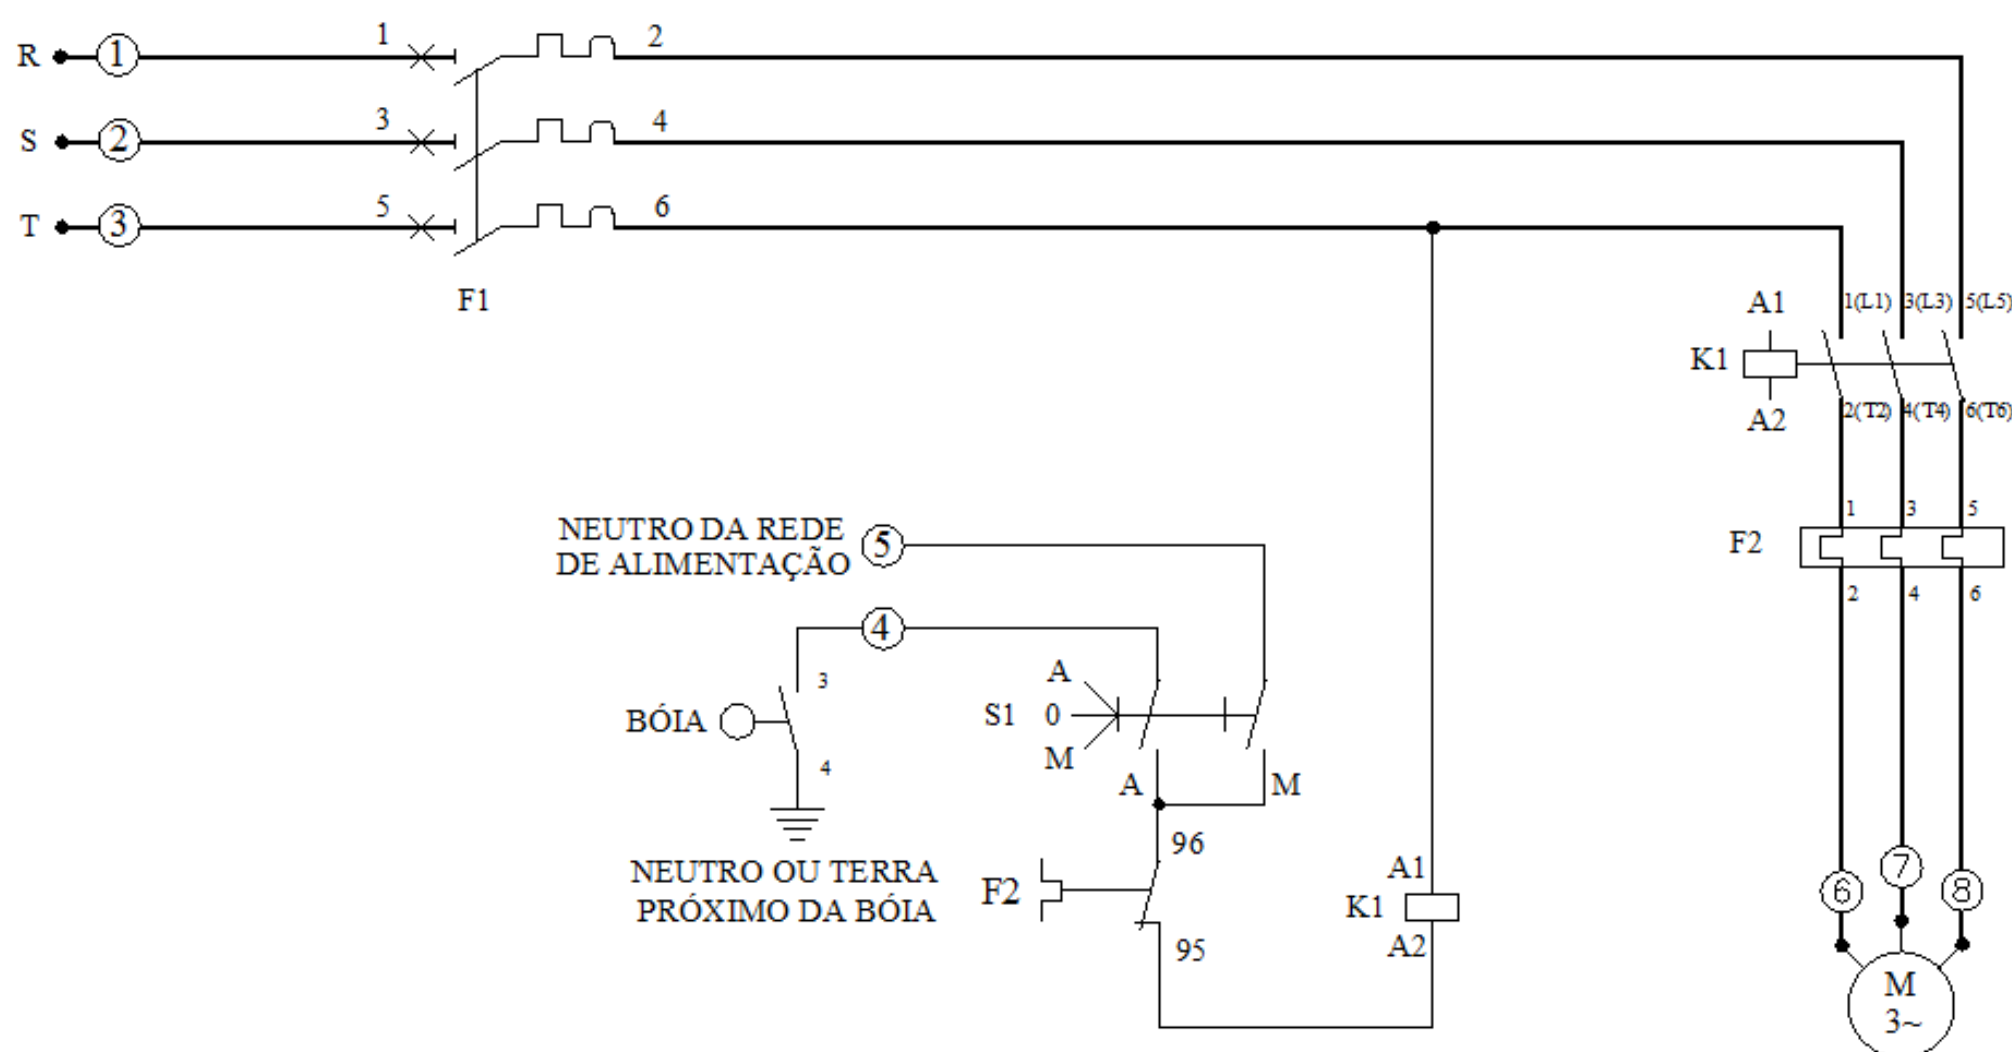 R 1 1 2
S 2 3 4
T 3 5 6
F1
A1 1(L1) 3(L3) 5(L5)
K1
A2 2(T2) 4(T4) 6(T6)
1 3 5
F2
2 4 6
NEUTRO DA REDE
DE ALIMENTAÇÃO 5
4
3
BÓIA
4
NEUTRO OU TERRA
PRÓXIMO DA BÓIA
A
S1 0
M
A M
96
F2
95
A1
K1
A2
6 7 8
M
3~